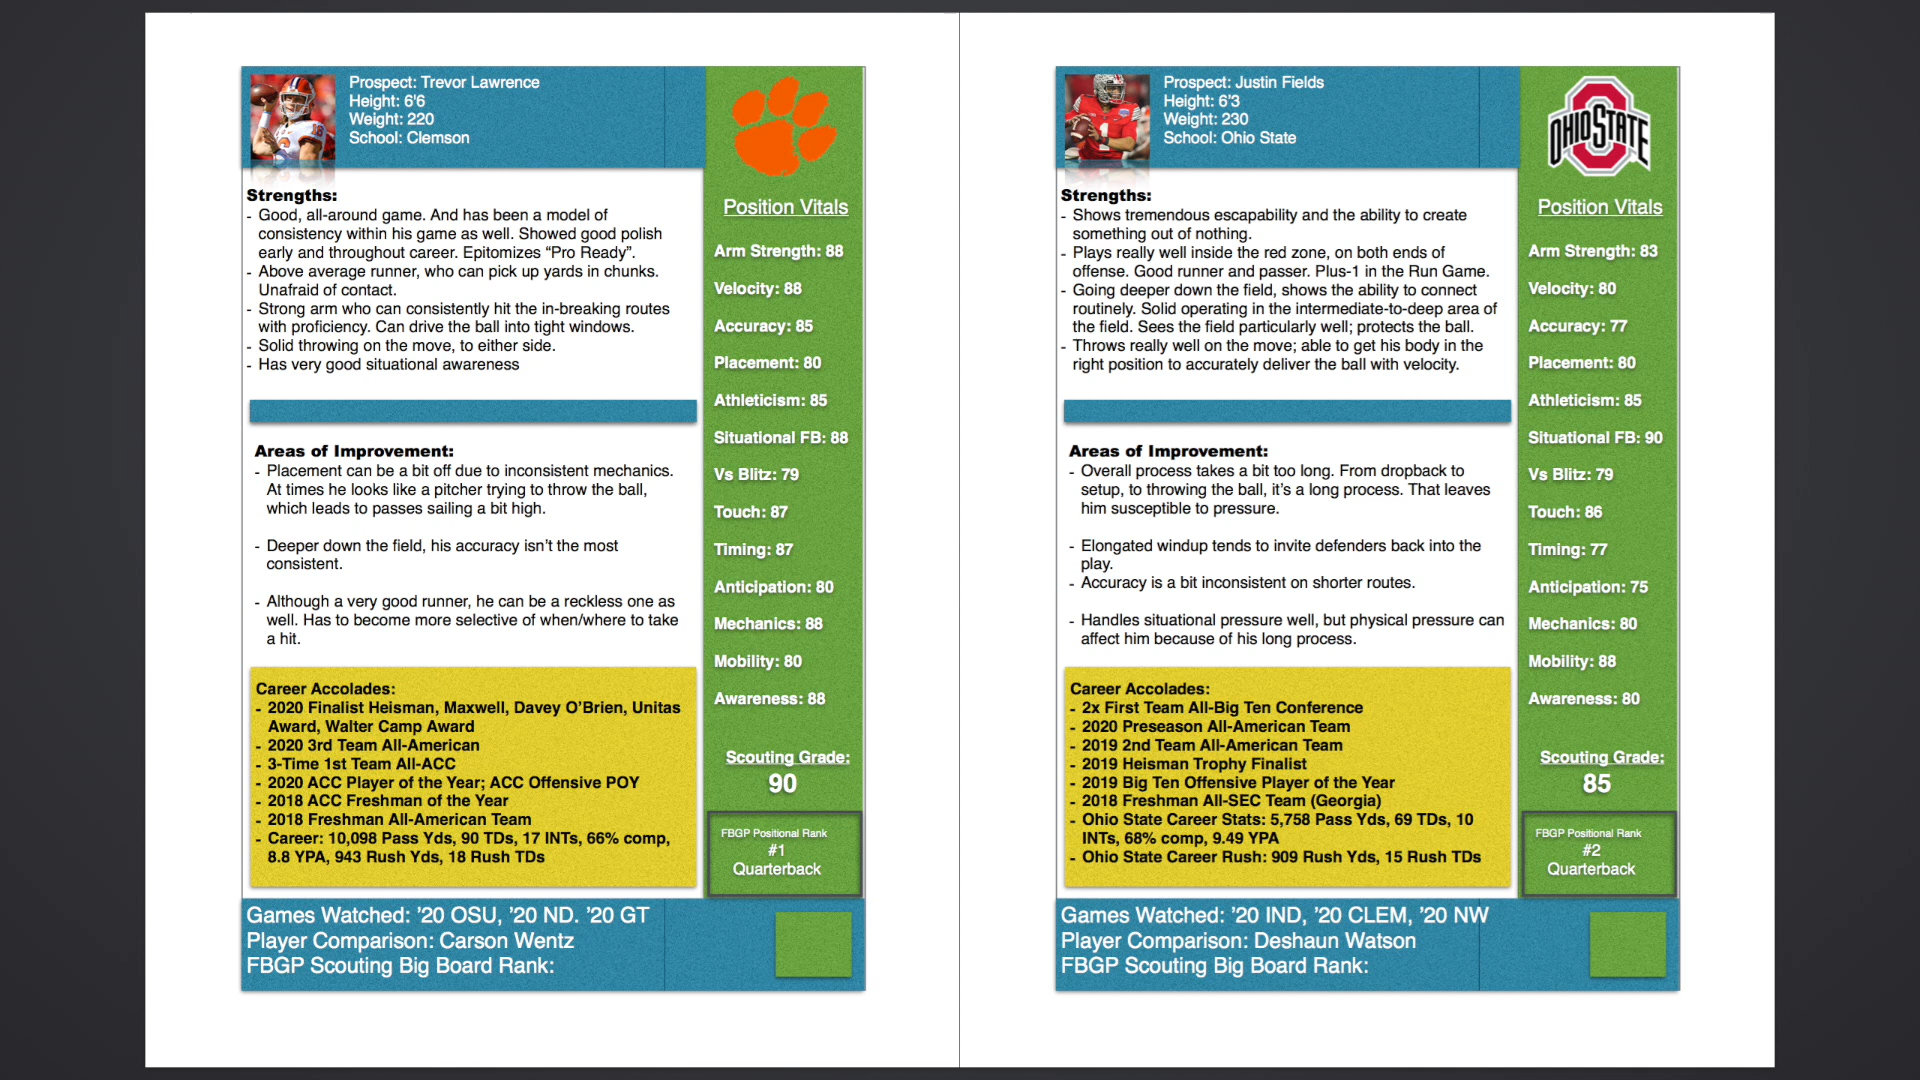 Prospect: Trevor Lawrence
Height: 6'6
Weight: 220
School: Clemson
Strengths:
- Good, all-around game. And has been a model of
consistency within his game as well. Showed good polish
early and throughout career. Epitomizes “Pro Ready”.
- Above average runner, who can pick up yards in chunks.
Unafraid of contact.
- Strong arm who can consistently hit the in-breaking routes
with proficiency. Can drive the ball into tight windows.
- Solid throwing on the move, to either side.
- Has very good situational awareness
Areas of Improvement:
- Placement can be a bit off due to inconsistent mechanics.
At times he looks like a pitcher trying to throw the ball,
which leads to passes sailing a bit high.
- Deeper down the field, his accuracy isn’t the most
consistent.
- Although a very good runner, he can be a reckless one as
well. Has to become more selective of when/where to take
a hit.
Career Accolades:
- 2020 Finalist Heisman, Maxwell, Davey O’Brien, Unitas
Award, Walter Camp Award
- 2020 3rd Team All-American
- 3-Time 1st Team All-ACC
- 2020 ACC Player of the Year; ACC Offensive POY
- 2018 ACC Freshman of the Year
- 2018 Freshman All-American Team
- Career: 10,098 Pass Yds, 90 TDs, 17 INTs, 66% comp,
8.8 YPA, 943 Rush Yds, 18 Rush TDs
Position Vitals
Arm Strength: 88
Velocity: 88
Accuracy: 85
Placement: 80
Athleticism: 85
Situational FB: 88
Vs Blitz: 79
Touch: 87
Timing: 87
Anticipation: 80
Mechanics: 88
Mobility: 80
Awareness: 88
Scouting Grade:
90
FBGP Positional Rank
#1
Quarterback
Games Watched: ’20 OSU, ’20 ND. ’20 GT
Player Comparison: Carson Wentz
FBGP Scouting Big Board Rank:
Prospect: Justin Fields
Height: 6’3
Weight: 230
School: Ohio State
OHIO STATE
Strengths:
- Shows tremendous escapability and the ability to create
something out of nothing.
- Plays really well inside the red zone, on both ends of
offense. Good runner and passer. Plus-1 in the Run Game.
- Going deeper down the field, shows the ability to connect
routinely. Solid operating in the intermediate-to-deep area of
the field. Sees the field particularly well; protects the ball.
- Throws really well on the move; able to get his body in the
right position to accurately deliver the ball with velocity.
Areas of Improvement:
- Overall process takes a bit too long. From dropback to
setup, to throwing the ball, it’s a long process. That leaves
him susceptible to pressure.
- Elongated windup tends to invite defenders back into the
play.
- Accuracy is a bit inconsistent on shorter routes.
- Handles situational pressure well, but physical pressure can
affect him because of his long process.
Career Accolades:
- 2x First Team All-Big Ten Conference
- 2020 Preseason All-American Team
- 2019 2nd Team All-American Team
- 2019 Heisman Trophy Finalist
- 2019 Big Ten Offensive Player of the Year
- 2018 Freshman All-SEC Team (Georgia)
- Ohio State Career Stats: 5,758 Pass Yds, 69 TDs, 10
INTs, 68% comp, 9.49 YPA
- Ohio State Career Rush: 909 Rush Yds, 15 Rush TDs
Position Vitals
Arm Strength: 83
Velocity: 80
Accuracy: 77
Placement: 80
Athleticism: 85
Situational FB: 90
Vs Blitz: 79
Touch: 86
Timing: 77
Anticipation: 75
Mechanics: 80
Mobility: 88
Awareness: 80
Scouting Grade:
85
FBGP Positional Rank
#2
Quarterback
Games Watched: ’20 IND, ’20 CLEM, ’20 NW
Player Comparison: Deshaun Watson
FBGP Scouting Big Board Rank: